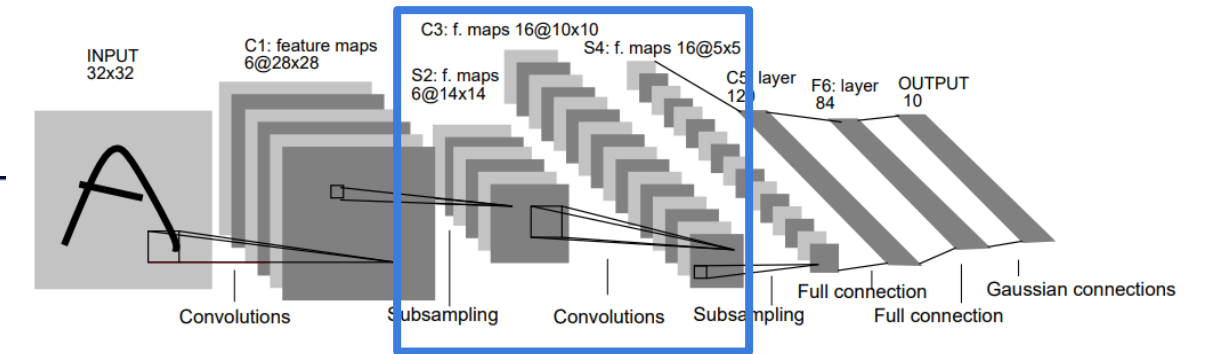 INPUT
32x32
C1: feature maps
6@28x28
S2: f. maps
6@14x14
C3: f. maps 16@10x10
S4: f. maps 16@5x5
C5: layer
120
F6: layer
84
OUTPUT
10
Convolutions
Subsampling
Convolutions
Subsampling
Full connection
Full connection
Gaussian connections